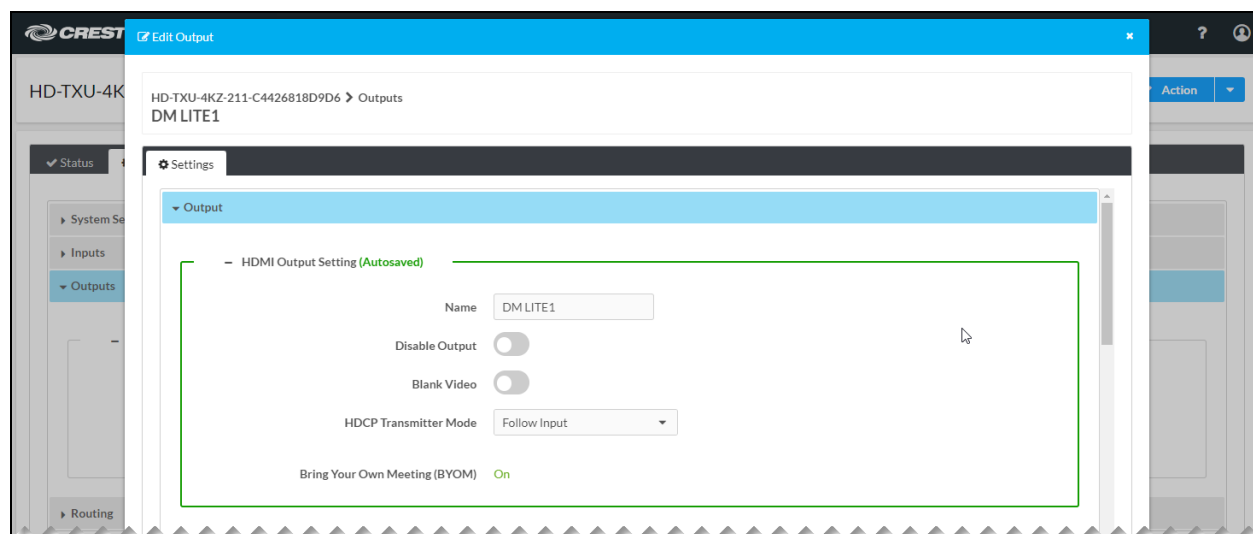 CREST
Edit Output
?
HD-TXU-4K
HD-TXU-4KZ-211-C4426818D9D6 > Outputs
DM LITE1
Action
Status
Settings
System Se
Output
Inputs
HDMI Output Setting (Autosaved)
Outputs
Name DM LITE1
Disable Output
Blank Video
HDCP Transmitter Mode Follow Input
Bring Your Own Meeting (BYOM) On
Routing